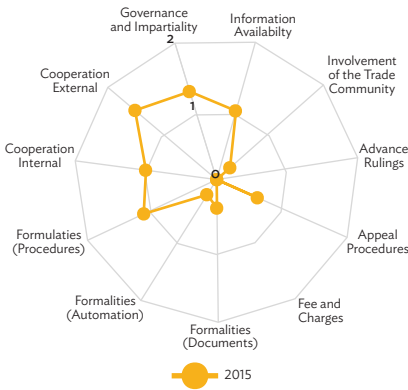 Governance
and Impartiality
Information
Availabilty
2
Involvement
of the Trade
Community
Cooperation
External
1
Cooperation
Internal
Advance
Rulings
0
Formulaties
(Procedures)
Appeal
Procedures
Formalities
(Automation)
Fee and
Charges
Formalities
(Documents)
2015